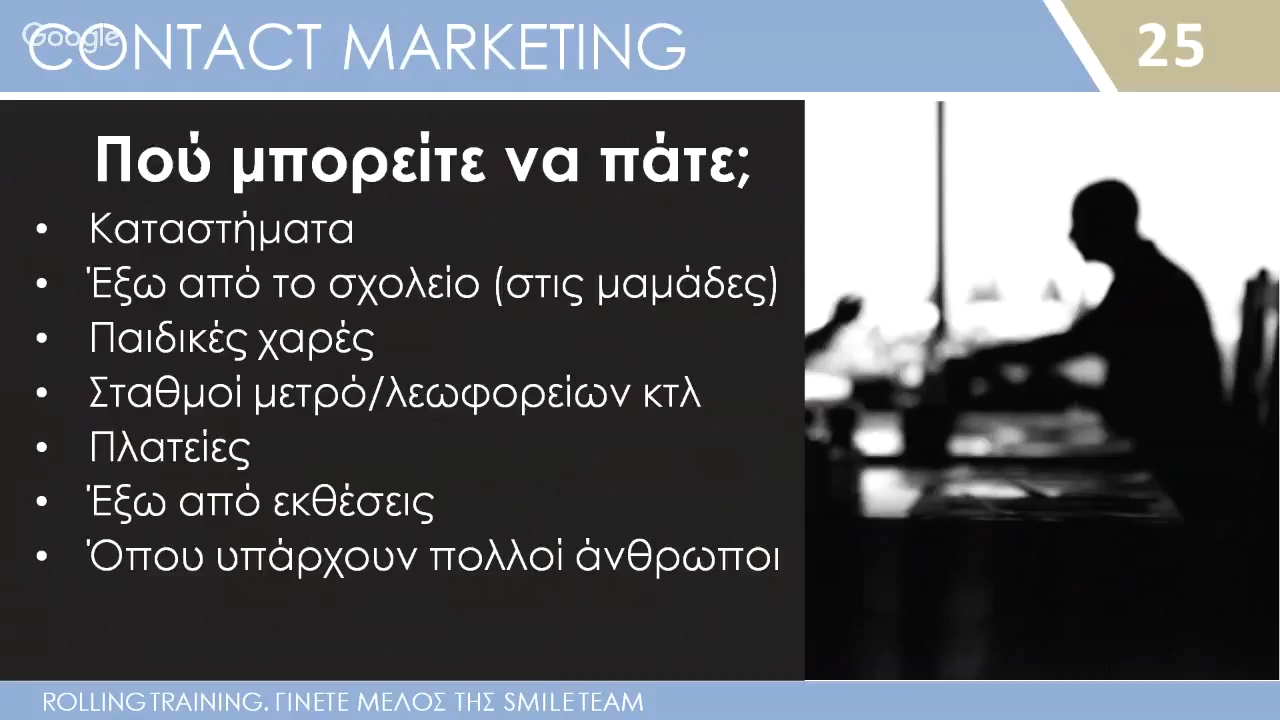 Google
CONTACT MARKETING
25
Πού μπορείτε να πάτε;
• Καταστήματα
• Έξω από το σχολείο (στις μαμάδες)
• Παιδικές χαρές
• Σταθμοί μετρό/λεωφορείων κτλ
• Πλατείες
• Έξω από εκθέσεις
• Όπου υπάρχουν πολλοί άνθρωποι
ROLLING TRAINING. ΓΙΝΕΤΕ ΜΕΛΟΣ ΤΗΣ SMILE TEAM